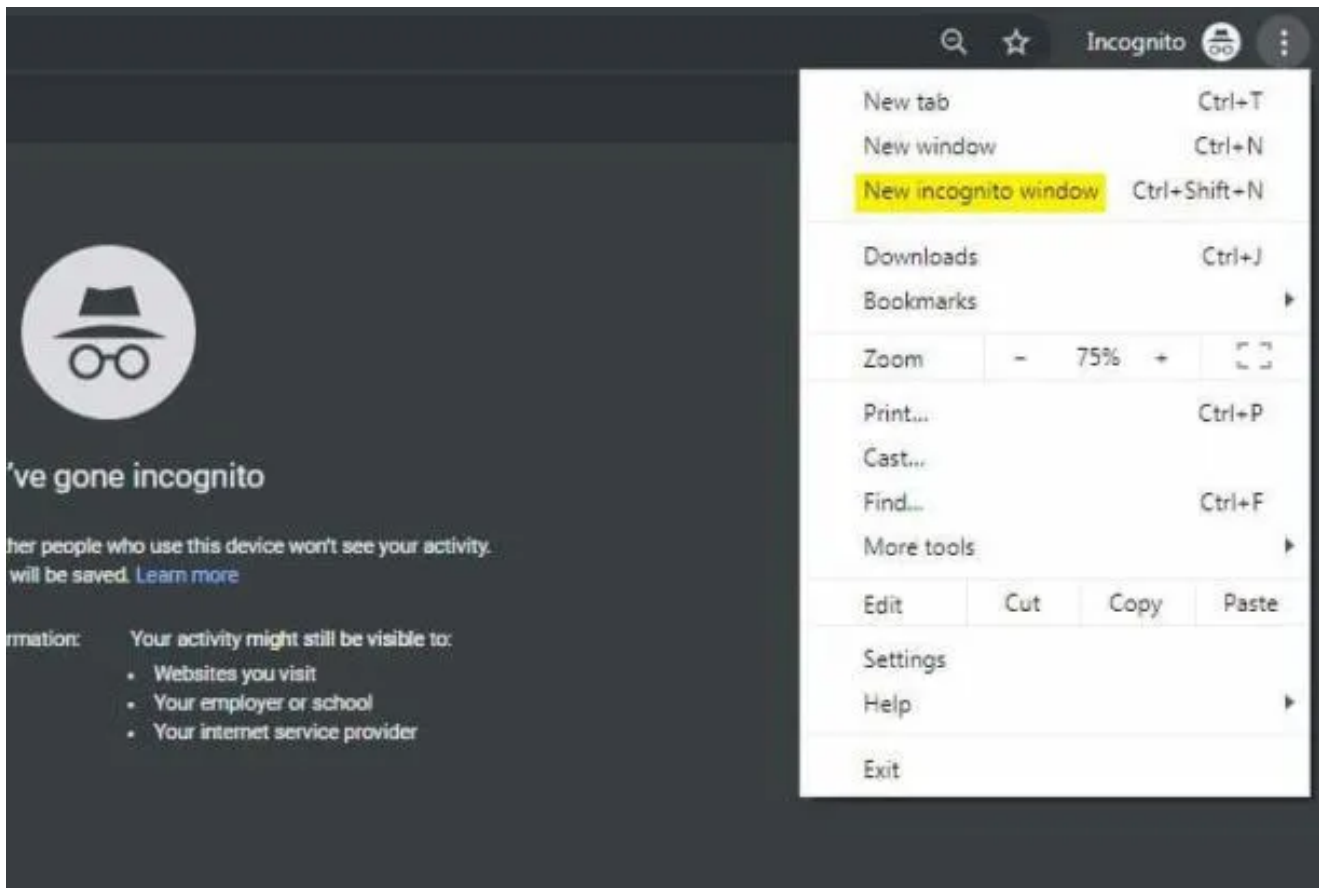 Incognito
New tab Ctrl+T
New window Ctrl+N
New incognito window Ctrl+Shift+N
Downloads Ctrl+J
Bookmarks
Zoom - 75% +
Print... Ctrl+P
Cast...
Find... Ctrl+F
More tools
Edit Cut Copy Paste
Settings
Help
Exit
've gone incognito
ther people who use this device won't see your activity.
will be saved. Learn more
rmation: Your activity might still be visible to:
• Websites you visit
• Your employer or school
• Your internet service provider